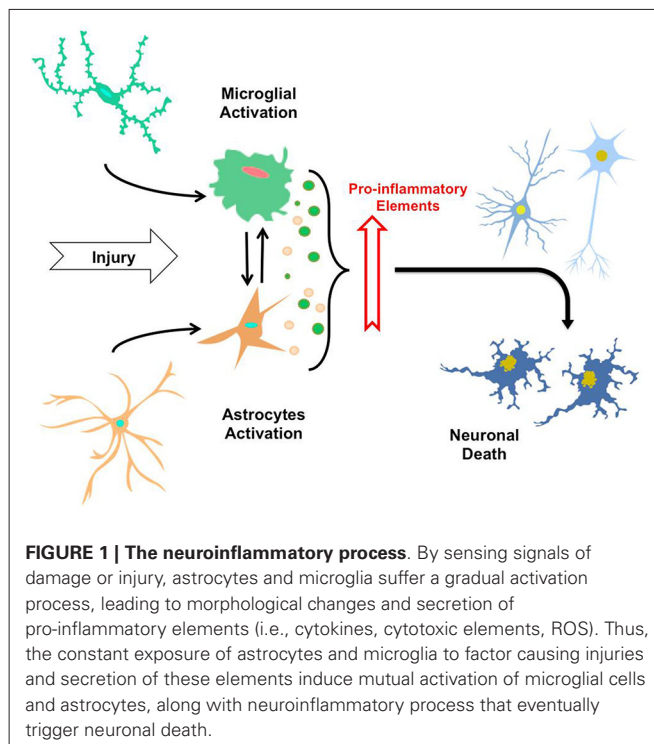 Microglial
Activation
Pro-inflammatory
Elements
Injury
Astrocytes
Activation
Neuronal
Death
FIGURE 1 | The neuroinflammatory process. By sensing signals of
damage or injury, astrocytes and microglia suffer a gradual activation
process, leading to morphological changes and secretion of
pro-inflammatory elements (i.e., cytokines, cytotoxic elements, ROS). Thus,
the constant exposure of astrocytes and microglia to factor causing injuries
and secretion of these elements induce mutual activation of microglial cells
and astrocytes, along with neuroinflammatory process that eventually
trigger neuronal death.